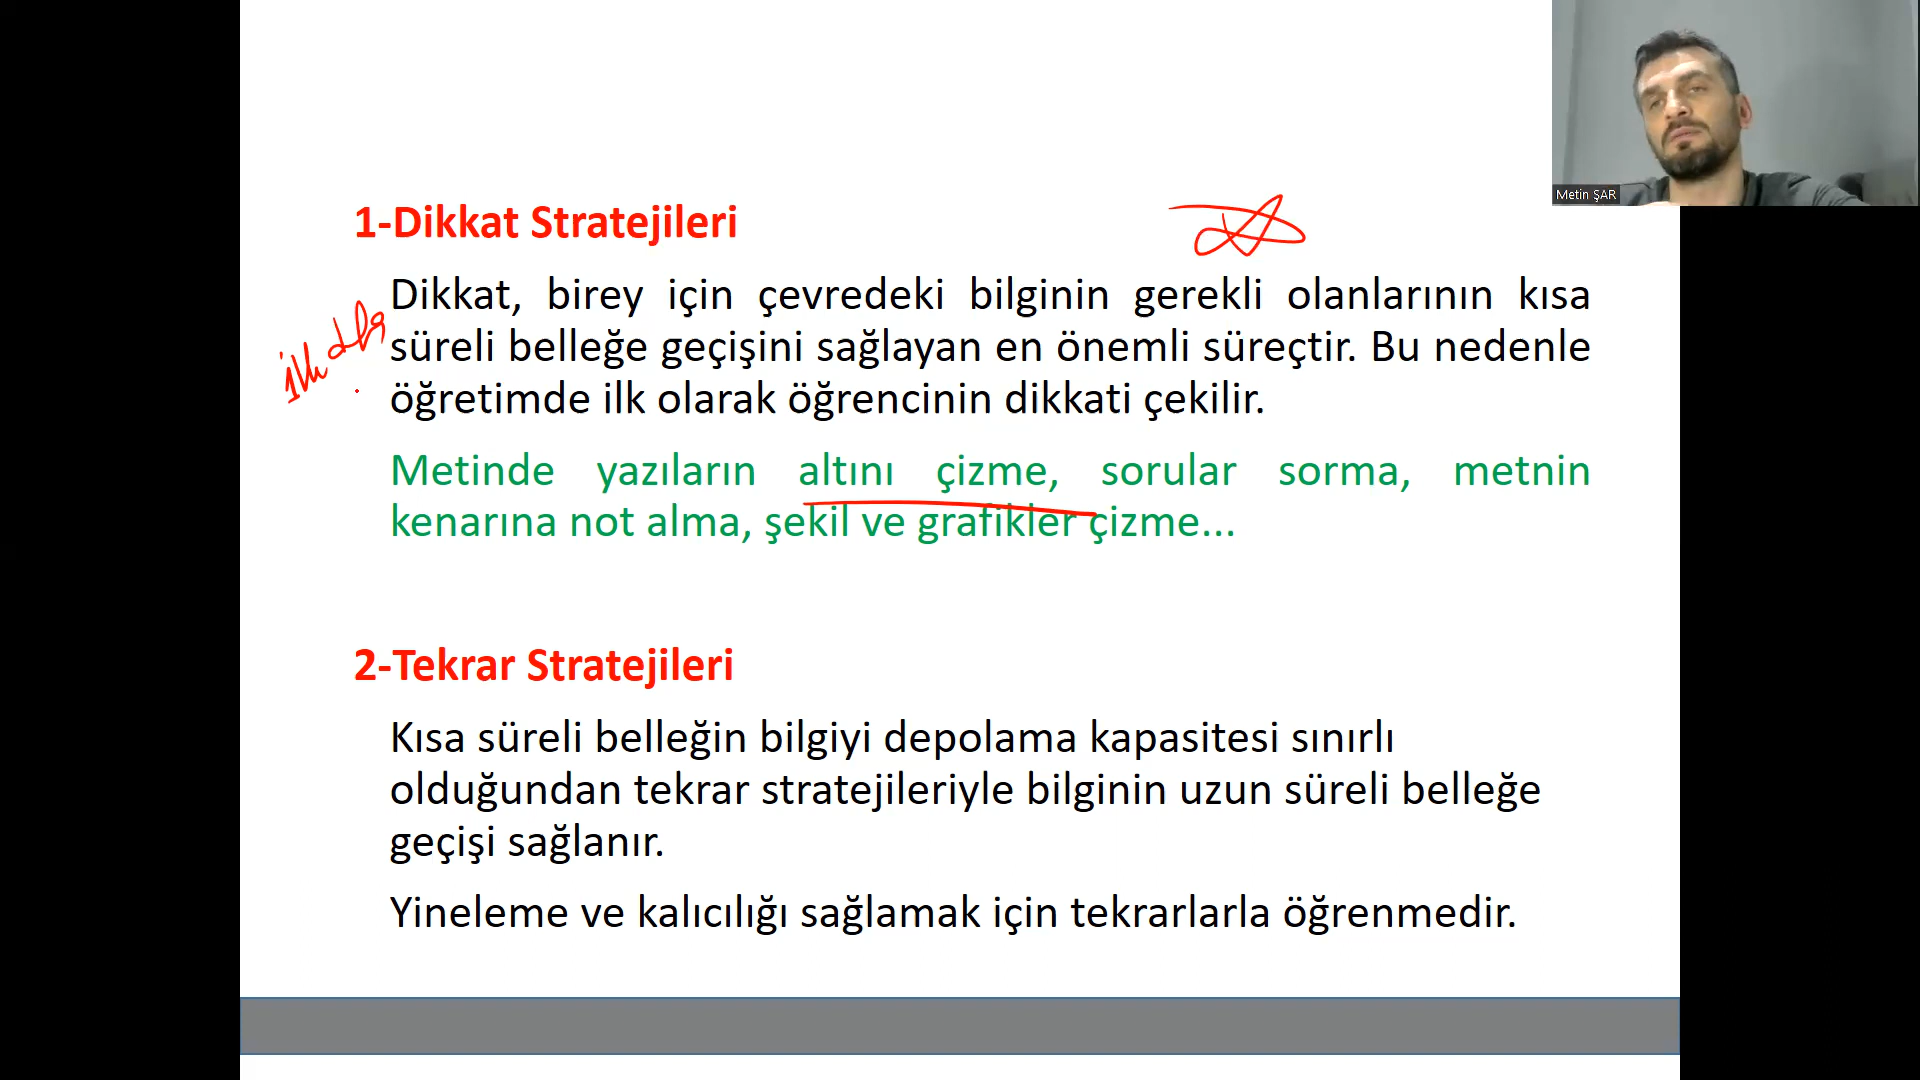 Metin ŞAR
1-Dikkat Stratejileri
Dikkat, birey için çevredeki bilginin gerekli olanlarının kısa
süreli belleğe geçişini sağlayan en önemli süreçtir. Bu nedenle
öğretimde ilk olarak öğrencinin dikkati çekilir.
Metinde yazıların altını çizme, sorular sorma, metnin
kenarına not alma, şekil ve grafikler çizme...
2-Tekrar Stratejileri
Kısa süreli belleğin bilgiyi depolama kapasitesi sınırlı
olduğundan tekrar stratejileriyle bilginin uzun süreli belleğe
geçişi sağlanır.
Yineleme ve kalıcılığı sağlamak için tekrarlarla öğrenmedir.